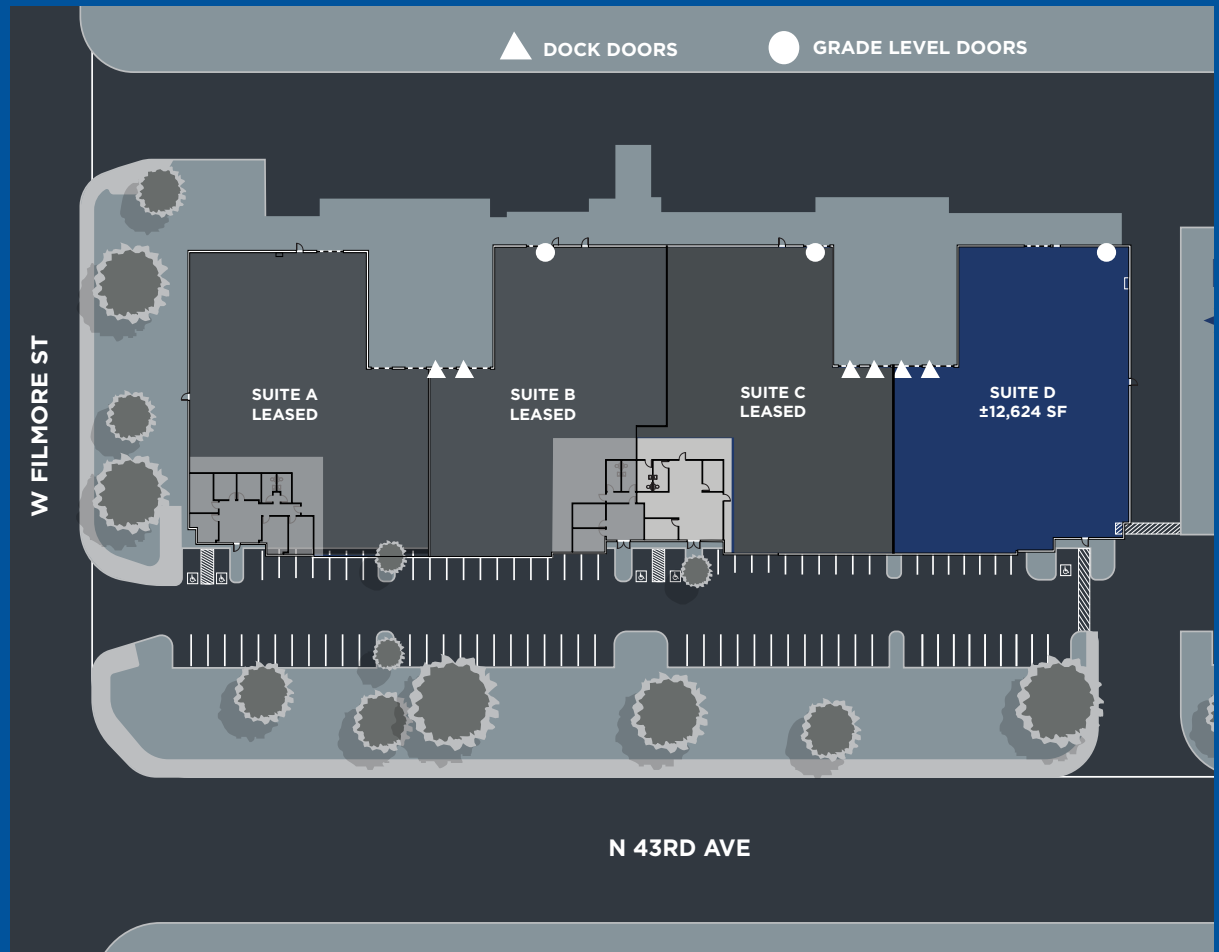 DOCK DOORS
GRADE LEVEL DOORS
W FILMORE ST
SUITE A
LEASED
SUITE B
LEASED
SUITE C
LEASED
SUITE D
±12,624 SF
N 43RD AVE